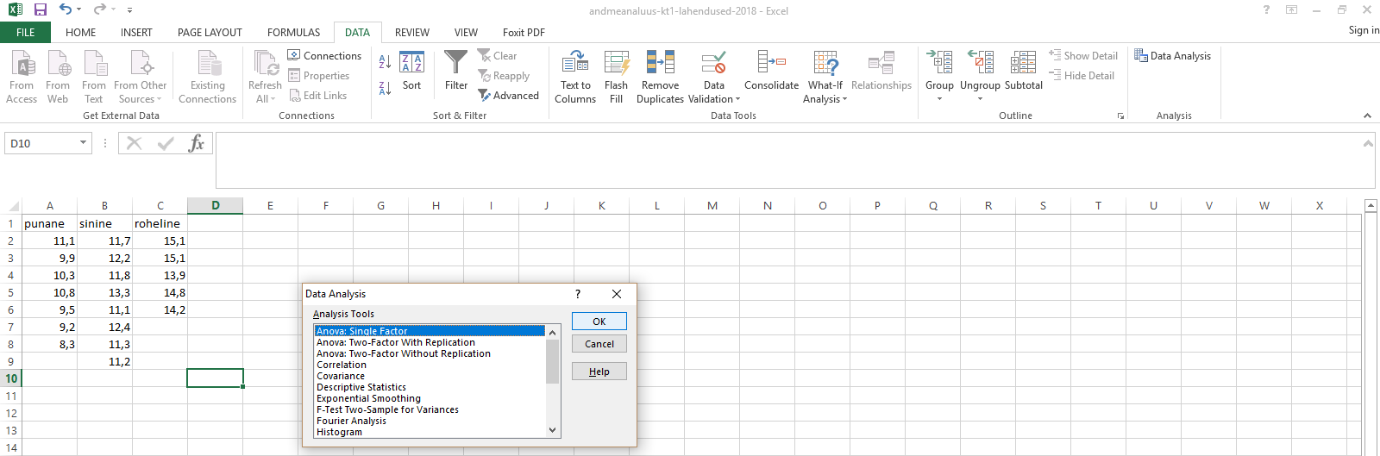 andmeanaluus-kt1-lahendused-2018 - Excel
?
FILE HOME INSERT PAGE LAYOUT FORMULAS DATA REVIEW VIEW Foxit PDF Sign in
From Access
From Web
From Text
From Other Sources
Existing Connections
Get External Data
Refresh All
Connections
Properties
Edit Links
Connections
Sort
Filter
Clear
Reapply
Advanced
Sort & Filter
Text to Columns
Flash Fill
Remove Duplicates
Data Validation
Consolidate
What-If Analysis
Relationships
Data Tools
Group
Ungroup
Subtotal
Show Detail
Hide Detail
Outline
Data Analysis
Analysis
D10 fx
A B C D E F G H I J K L M N O P Q R S T U V W X
1 punane sinine roheline
2 11,1 11,7 15,1
3 9,9 12,2 15,1
4 10,3 11,8 13,9
5 10,8 13,3 14,8
6 9,5 11,1 14,2
7 9,2 12,4
8 8,3 11,3
9 11,2
10
11
12
13
14
Data Analysis ?
Analysis Tools
Anova: Single Factor
Anova: Two-Factor With Replication
Anova: Two-Factor Without Replication
Correlation
Covariance
Descriptive Statistics
Exponential Smoothing
F-Test Two-Sample for Variances
Fourier Analysis
Histogram
OK
Cancel
Help